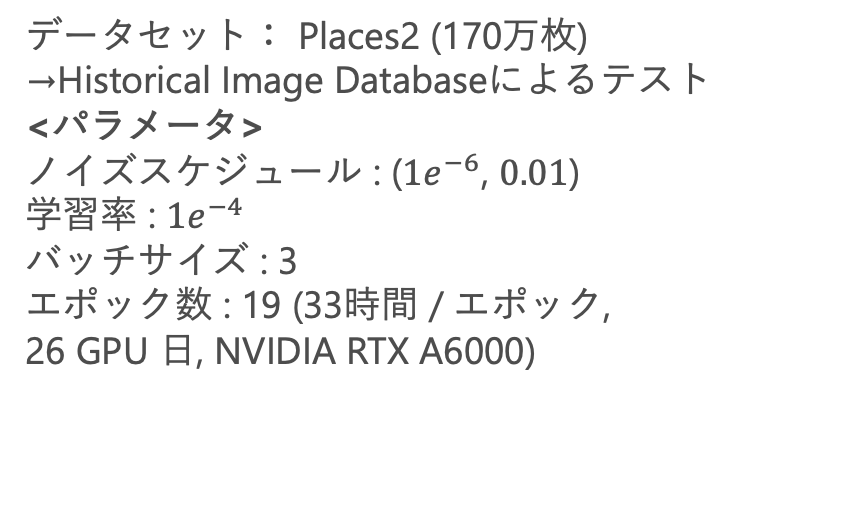 データセット： Places2 (170万枚)
→Historical Image Databaseによるテスト
<パラメータ>
ノイズスケジュール : (1e⁻⁶, 0.01)
学習率 : 1e⁻⁴
バッチサイズ : 3
エポック数 : 19 (33時間 / エポック,
26 GPU 日, NVIDIA RTX A6000)